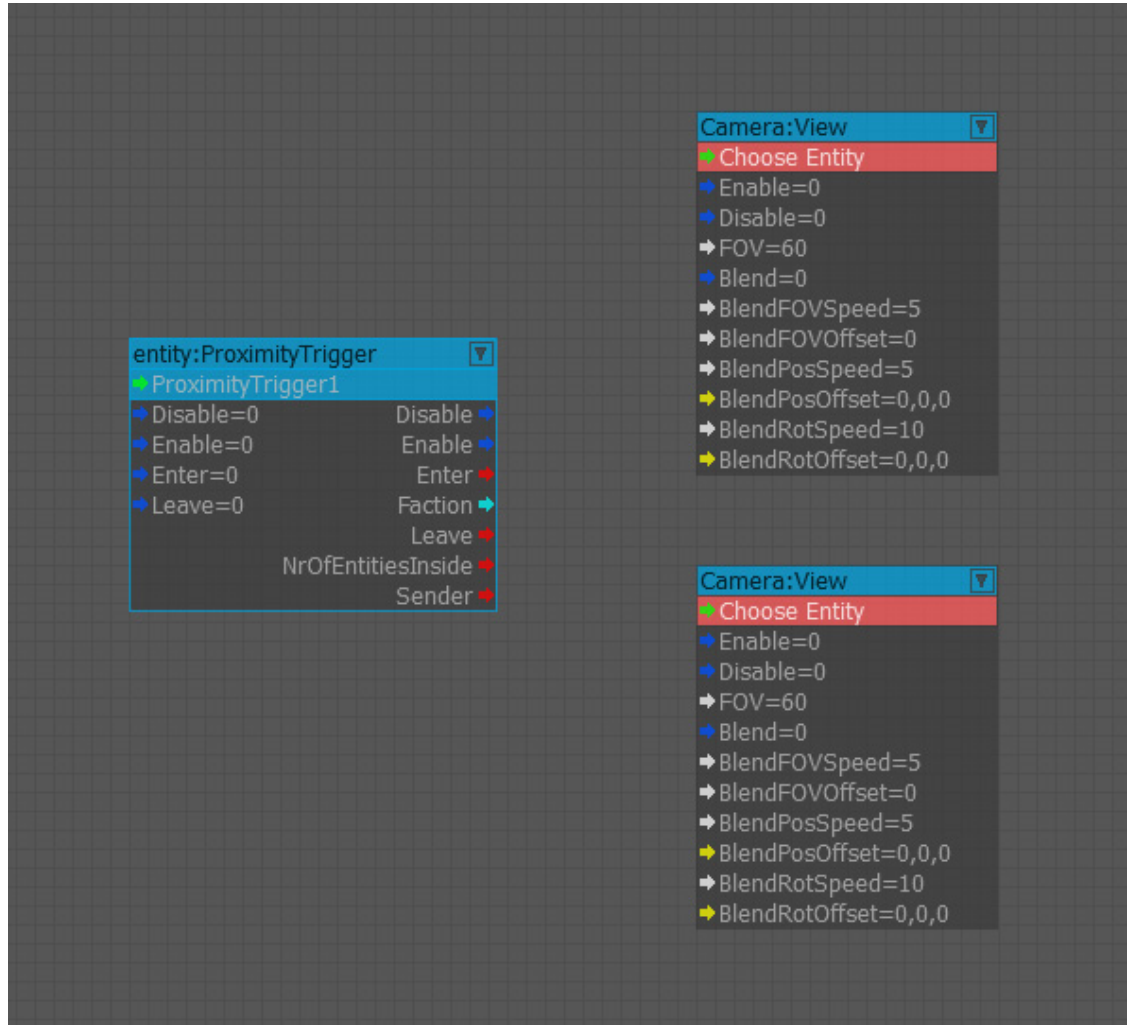 entity:ProximityTrigger
ProximityTrigger1
Disable=0 Disable
Enable=0 Enable
Enter=0 Enter
Leave=0 Faction
Leave
NrOfEntitiesInside
Sender
Camera:View
Choose Entity
Enable=0
Disable=0
FOV=60
Blend=0
BlendFOVSpeed=5
BlendFOVOffset=0
BlendPosSpeed=5
BlendPosOffset=0,0,0
BlendRotSpeed=10
BlendRotOffset=0,0,0
Camera:View
Choose Entity
Enable=0
Disable=0
FOV=60
Blend=0
BlendFOVSpeed=5
BlendFOVOffset=0
BlendPosSpeed=5
BlendPosOffset=0,0,0
BlendRotSpeed=10
BlendRotOffset=0,0,0